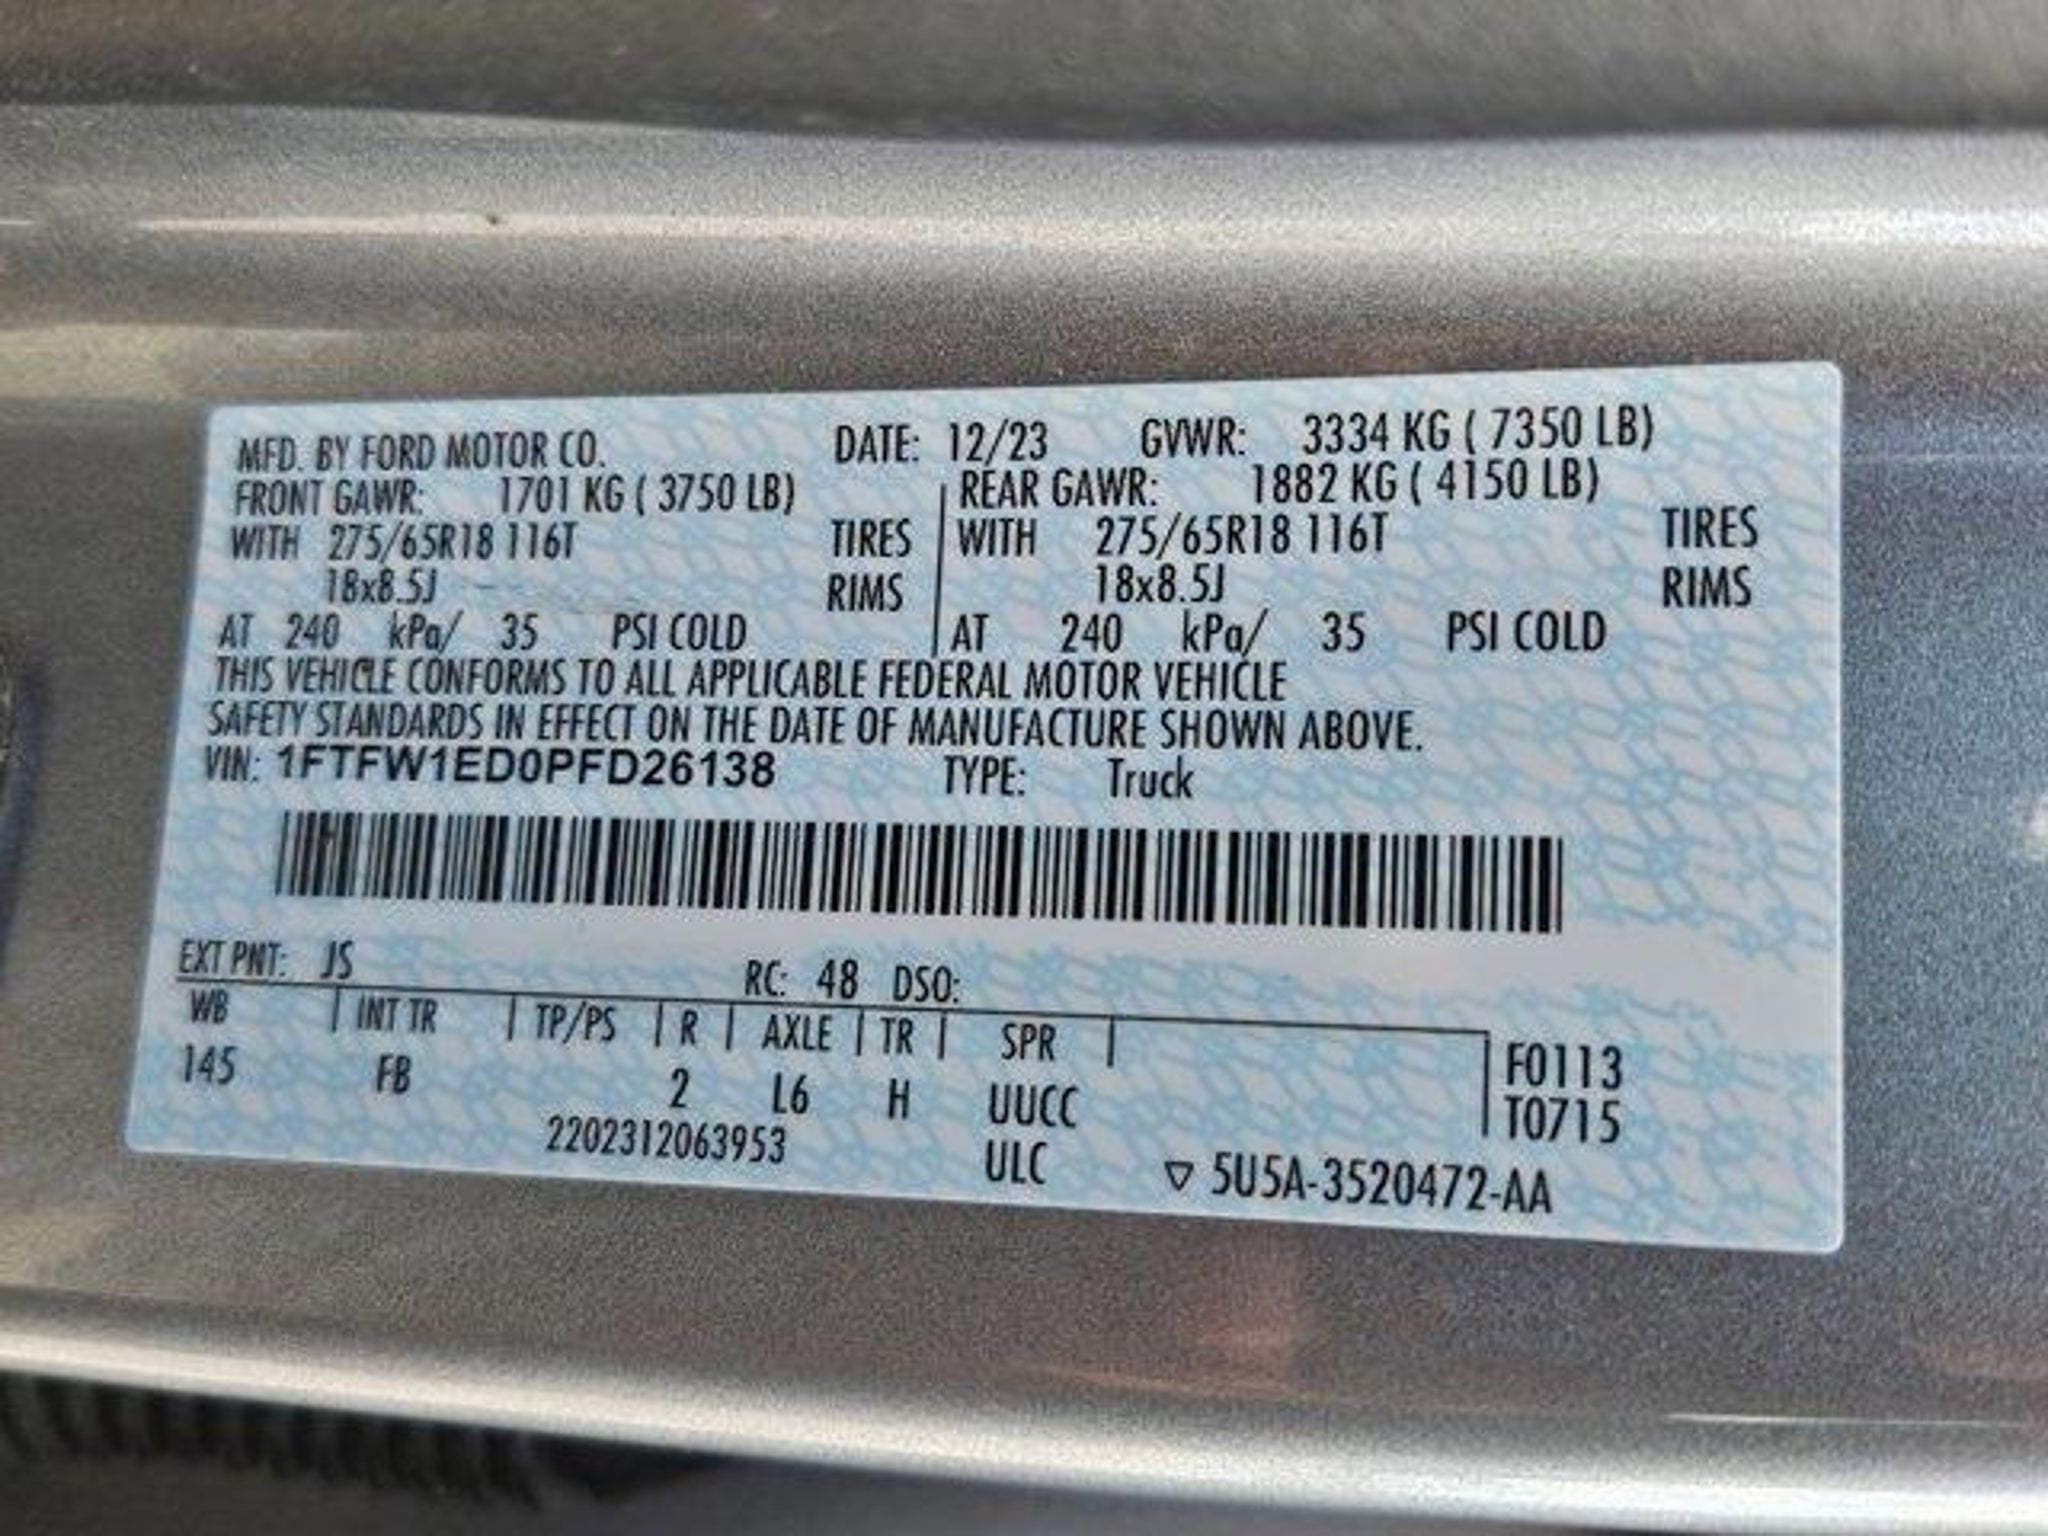 MFD. BY FORD MOTOR CO. DATE: 12/23 GVWR: 3334 KG ( 7350 LB)
FRONT GAWR: 1701 KG ( 3750 LB) REAR GAWR: 1882 KG ( 4150 LB)
WITH 275/65R18 116T TIRES WITH 275/65R18 116T TIRES
18x8.5J RIMS 18x8.5J RIMS
AT 240 kPa/ 35 PSI COLD AT 240 kPa/ 35 PSI COLD
THIS VEHICLE CONFORMS TO ALL APPLICABLE FEDERAL MOTOR VEHICLE
SAFETY STANDARDS IN EFFECT ON THE DATE OF MANUFACTURE SHOWN ABOVE.
VIN: 1FTFW1ED0PFD26138 TYPE: Truck
EXT PNT: JS RC: 48 DSO:
WB INT TR TP/PS R AXLE TR SPR F0113
145 FB 2 L6 H UUCC T0715
2202312063953 ULC ▽ 5U5A-3520472-AA